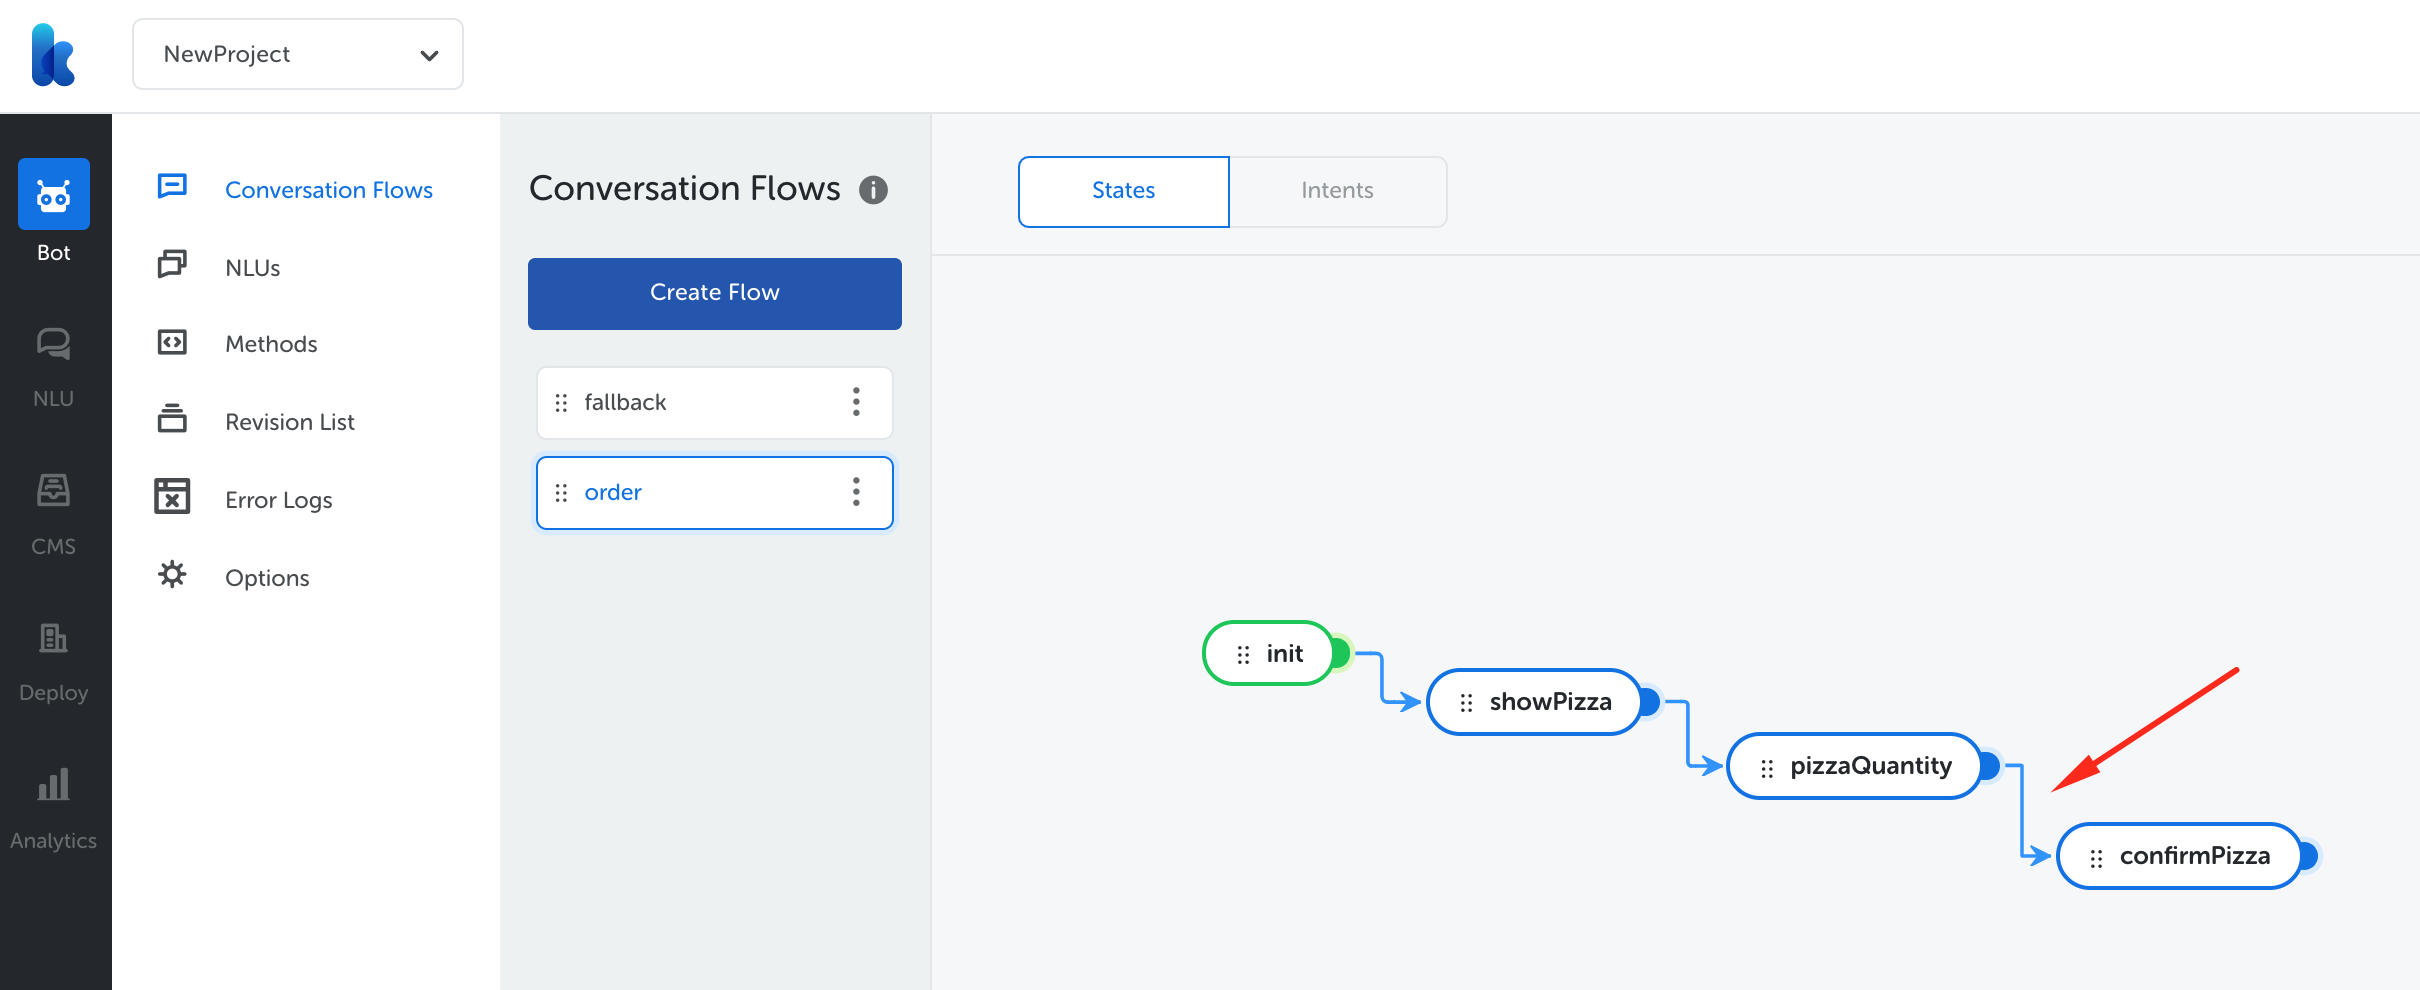 NewProject
Bot
NLU
CMS
Deploy
Analytics
Conversation Flows
NLUs
Methods
Revision List
Error Logs
Options
Conversation Flows
Create Flow
fallback
order
States
Intents
init
showPizza
pizzaQuantity
confirmPizza